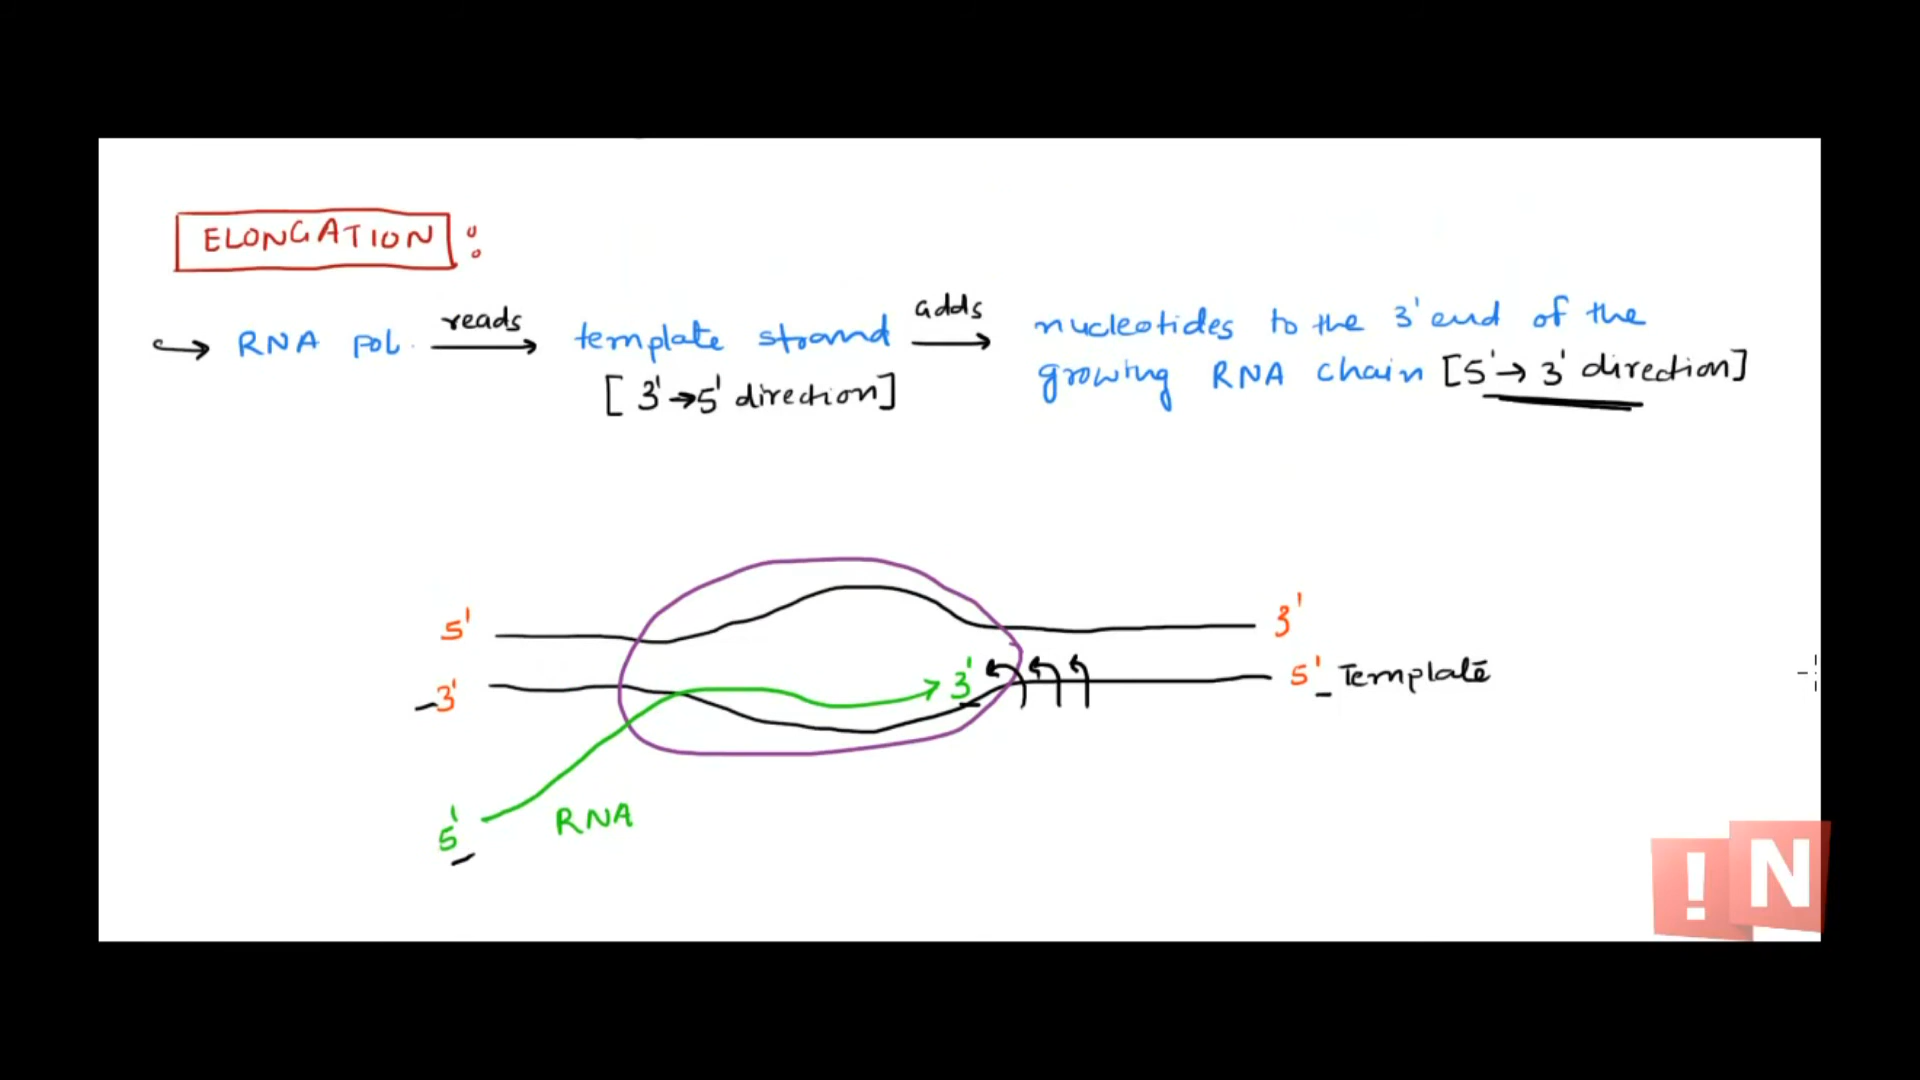 ELONGATION :
↪ RNA pol. reads → template strand adds → nucleotides to the 3' end of the
[3'→5' direction] growing RNA chain [5'→3' direction]
5' 3'
3' 3' 5' Template
5' RNA
! N